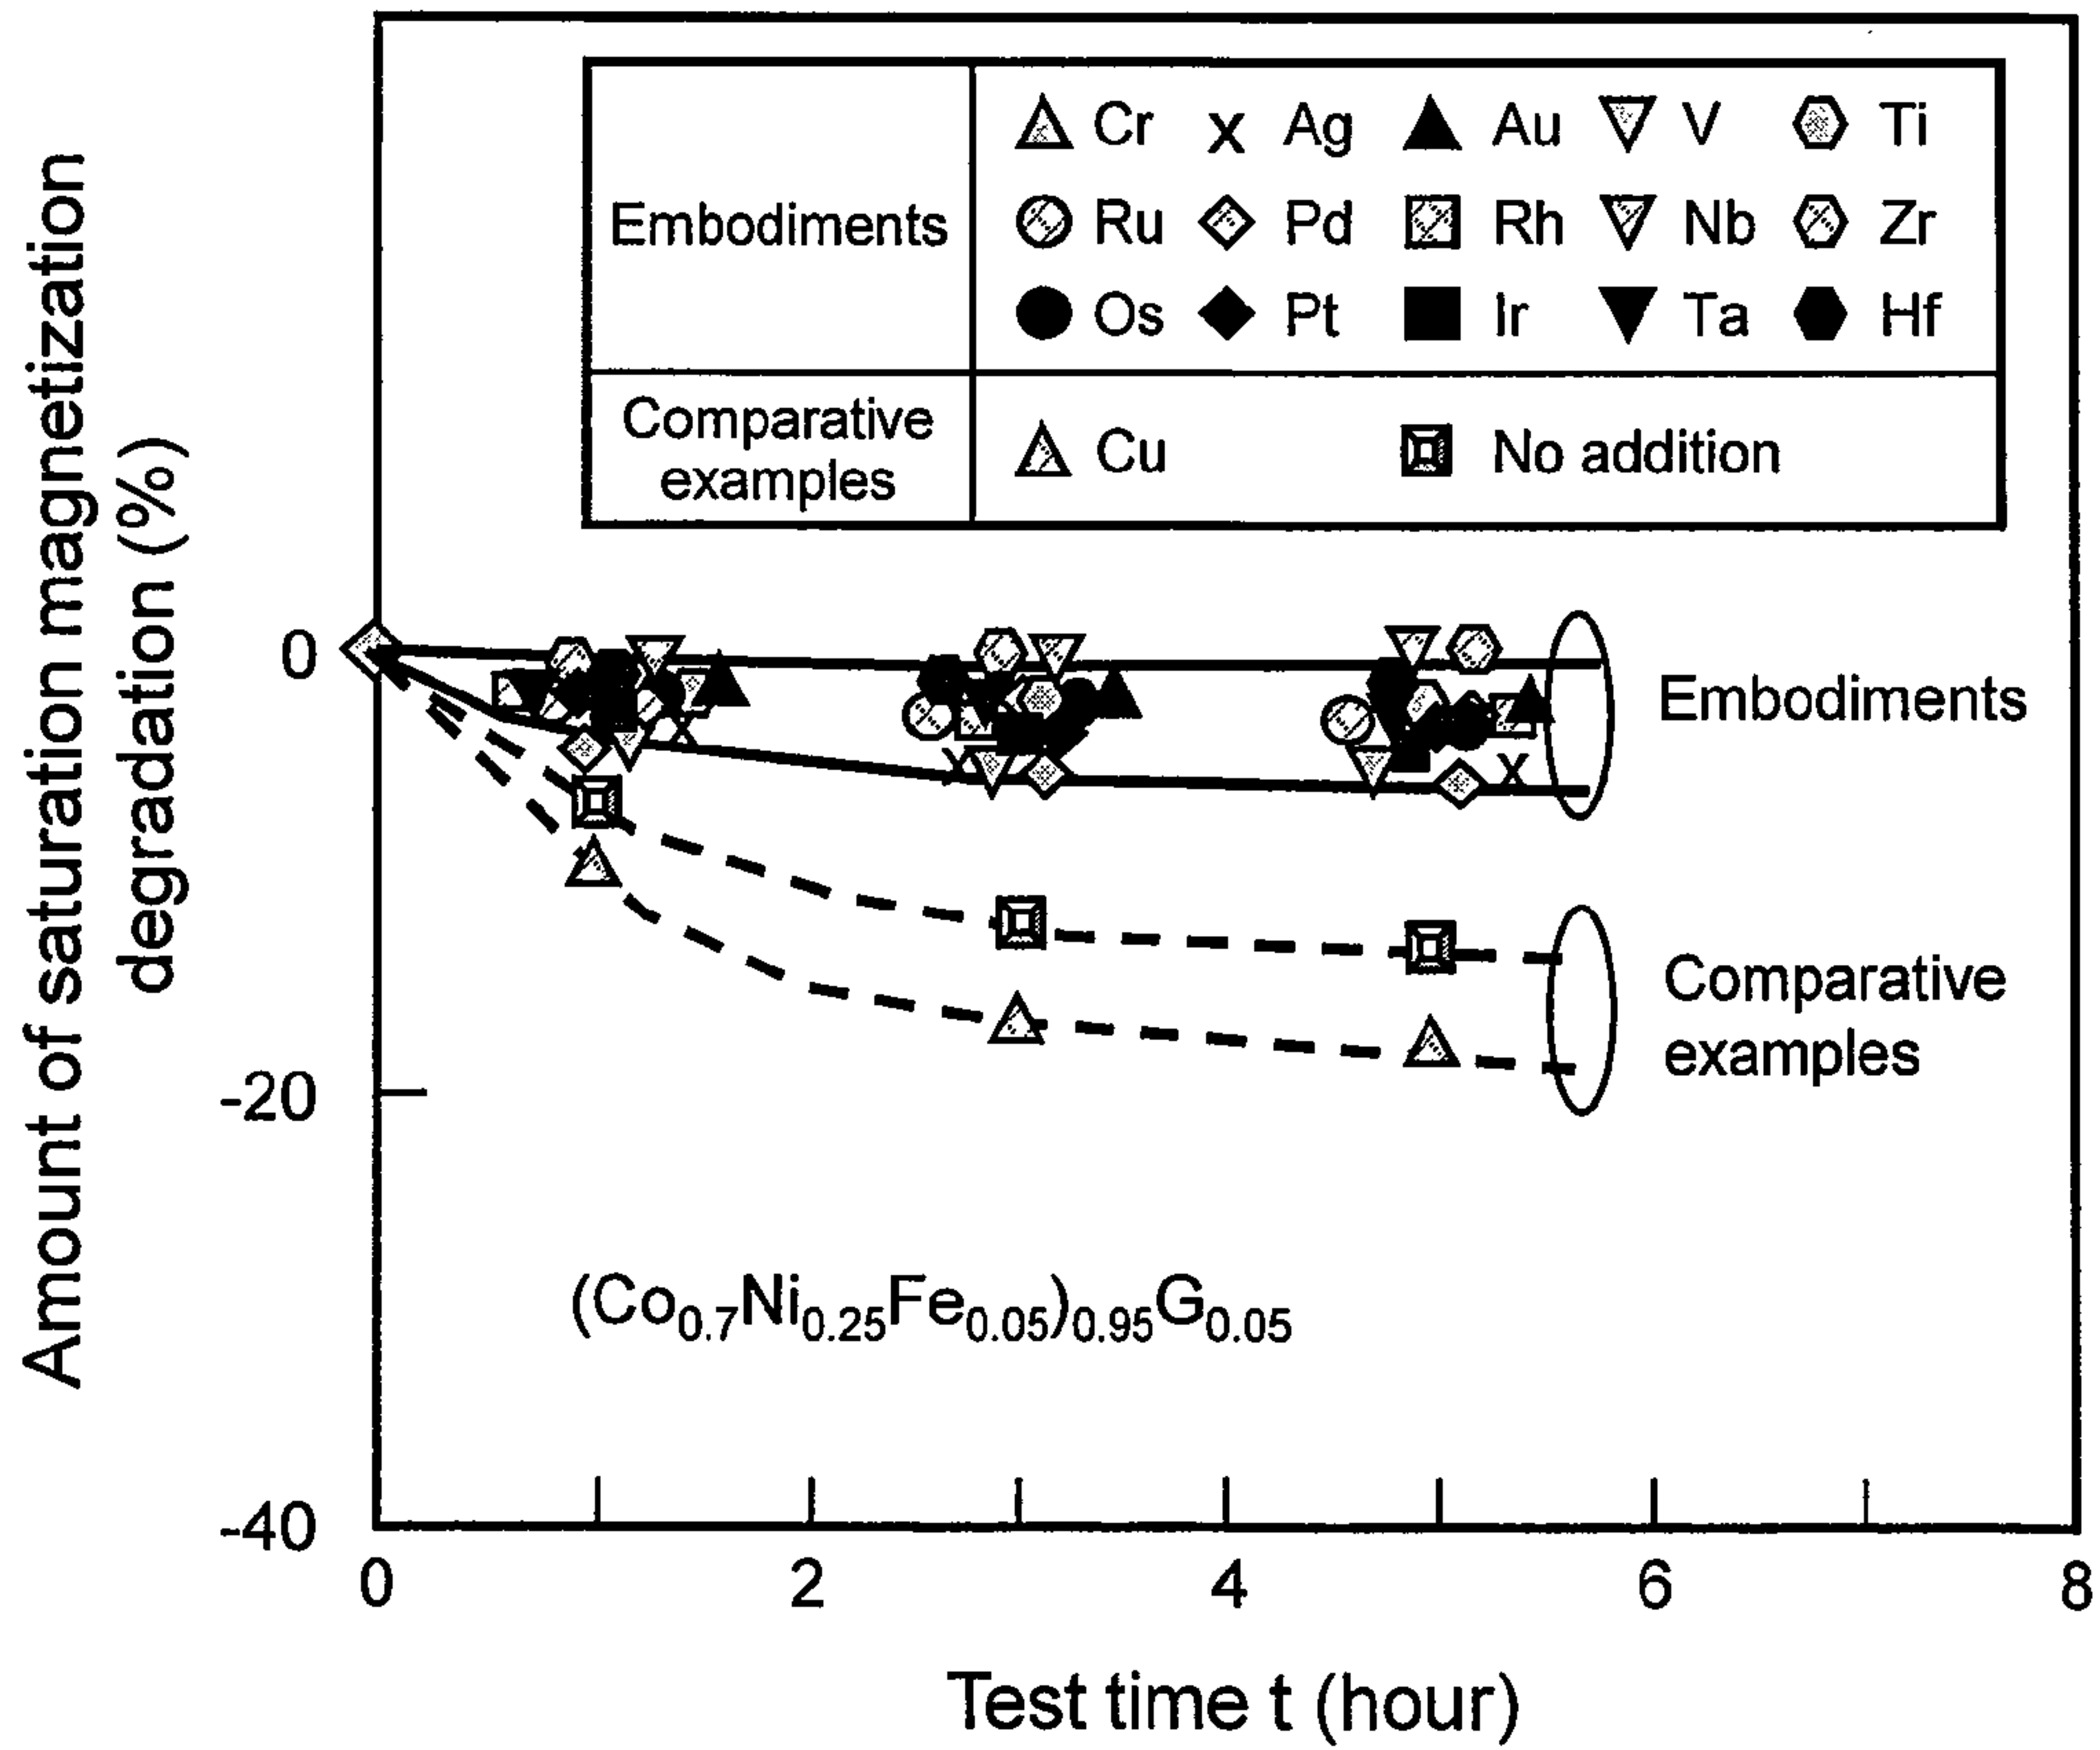 Amount of saturation magnetization
degradation (%)
Embodiments
Cr x Ag Au V Ti
Ru Pd Rh Nb Zr
Os Pt Ir Ta Hf
Comparative
examples
Cu No addition
0
-20
-40
Embodiments
Comparative
examples
(Co0.7Ni0.25Fe0.05)0.95G0.05
0 2 4 6 8
Test time t (hour)